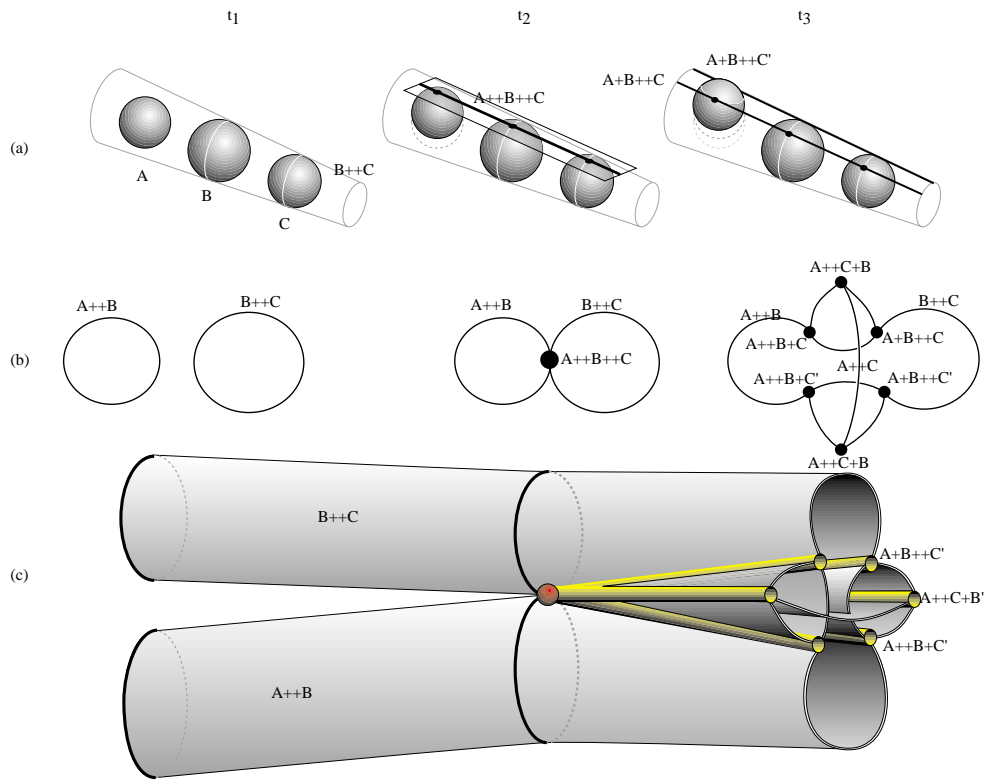 t1 t2 t3
(a)
A
B
C
B++C
A++B++C
A+B++C'
A+B++C
(b)
A++B
B++C
A++B
B++C
A++B++C
A++C+B
A++B
B++C
A++B+C
A+B++C
A++C
A++B+C'
A+B++C'
A++C+B
(c)
B++C
A++B
A+B++C'
A++C+B'
A++B+C'